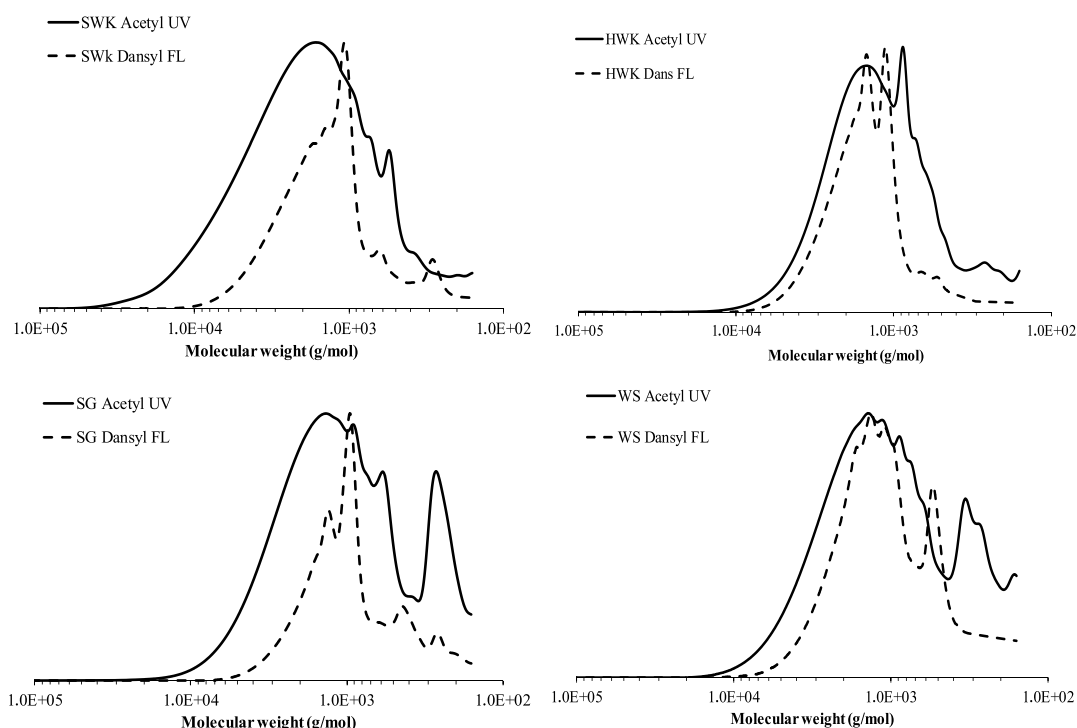 SWK Acetyl UV
SWk Dansyl FL
1.0E+05 1.0E+04 1.0E+03 1.0E+02
Molecular weight (g/mol)
HWK Acetyl UV
HWK Dans FL
1.0E+05 1.0E+04 1.0E+03 1.0E+02
Molecular weight (g/mol)
SG Acetyl UV
SG Dansyl FL
1.0E+05 1.0E+04 1.0E+03 1.0E+02
Molecular weight (g/mol)
WS Acetyl UV
WS Dansyl FL
1.0E+05 1.0E+04 1.0E+03 1.0E+02
Molecular weight (g/mol)